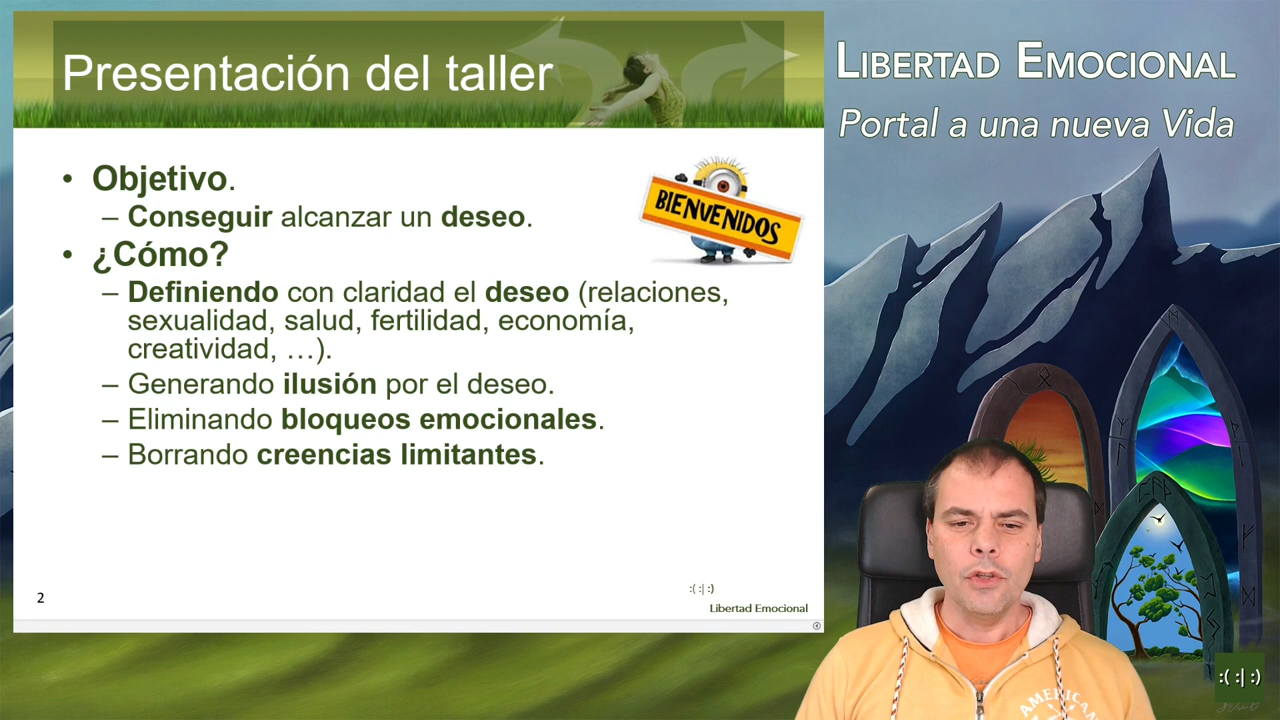 Presentación del taller
LIBERTAD EMOCIONAL
Portal a una nueva Vida
• Objetivo.
– Conseguir alcanzar un deseo.
BIENVENIDOS
• ¿Cómo?
– Definiendo con claridad el deseo (relaciones,
sexualidad, salud, fertilidad, economía,
creatividad, …).
– Generando ilusión por el deseo.
– Eliminando bloqueos emocionales.
– Borrando creencias limitantes.
2
:( :| :)
Libertad Emocional
AMERICAN
:( :| :)